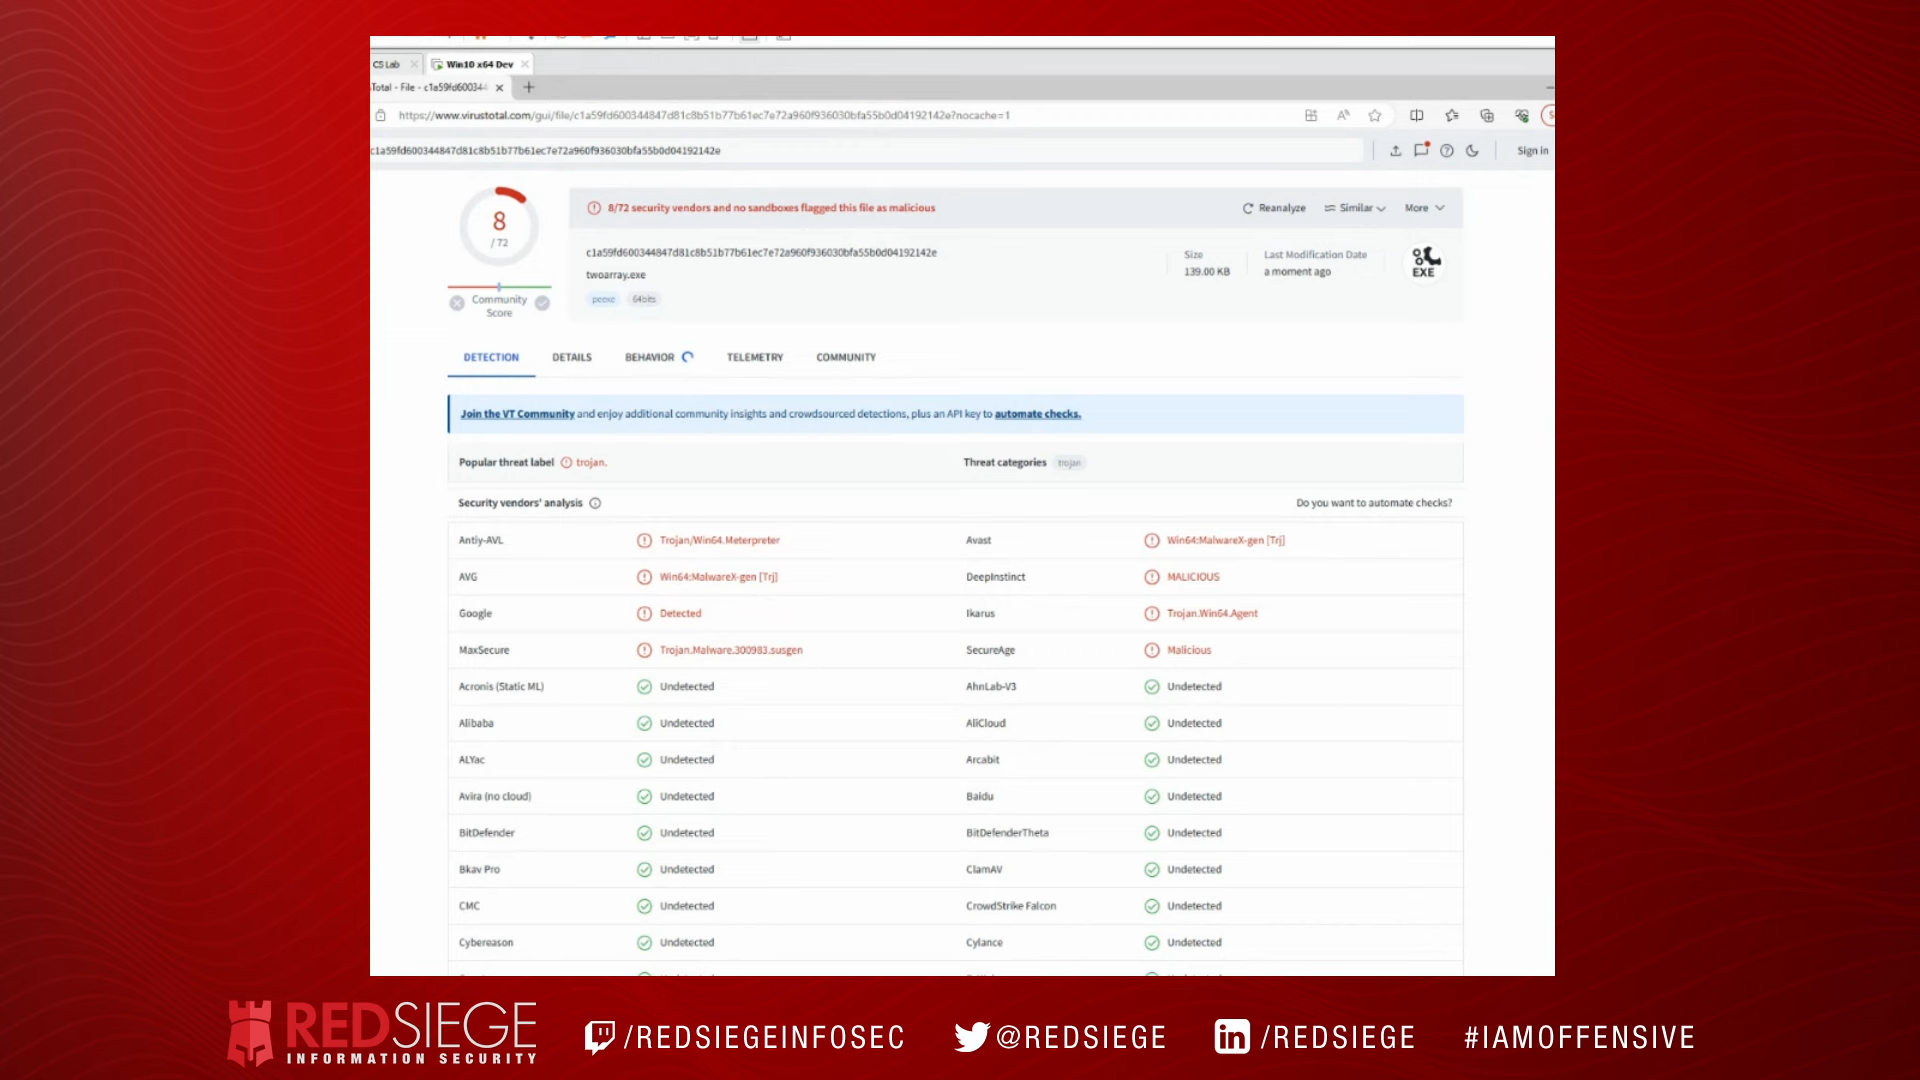 CS Lab
Win10 x64 Dev
Total - File - c1a59fd600344
https://www.virustotal.com/gui/file/c1a59fd600344847d81c8b51b77b61ec7e72a960f936030bfa55b0d04192142e?nocache=1
c1a59fd600344847d81c8b51b77b61ec7e72a960f936030bfa55b0d04192142e
Sign in
8
/ 72
Community
Score
8/72 security vendors and no sandboxes flagged this file as malicious
Reanalyze
Similar
More
c1a59fd600344847d81c8b51b77b61ec7e72a960f936030bfa55b0d04192142e
twoarray.exe
peexe
64bits
Size
139.00 KB
Last Modification Date
a moment ago
EXE
DETECTION
DETAILS
BEHAVIOR
TELEMETRY
COMMUNITY
Join the VT Community and enjoy additional community insights and crowdsourced detections, plus an API key to automate checks.
Popular threat label trojan.
Threat categories trojan
Security vendors' analysis
Do you want to automate checks?
Antiy-AVL Trojan/Win64.Meterpreter Avast Win64:MalwareX-gen [Trj]
AVG Win64:MalwareX-gen [Trj] DeepInstinct MALICIOUS
Google Detected Ikarus Trojan.Win64.Agent
MaxSecure Trojan.Malware.300983.susgen SecureAge Malicious
Acronis (Static ML) Undetected AhnLab-V3 Undetected
Alibaba Undetected AliCloud Undetected
ALYac Undetected Arcabit Undetected
Avira (no cloud) Undetected Baidu Undetected
BitDefender Undetected BitDefenderTheta Undetected
Bkav Pro Undetected ClamAV Undetected
CMC Undetected CrowdStrike Falcon Undetected
Cybereason Undetected Cylance Undetected
REDSIEGE
INFORMATION SECURITY
/REDSIEGEINFOSEC
@REDSIEGE
in /REDSIEGE
#IAMOFFENSIVE